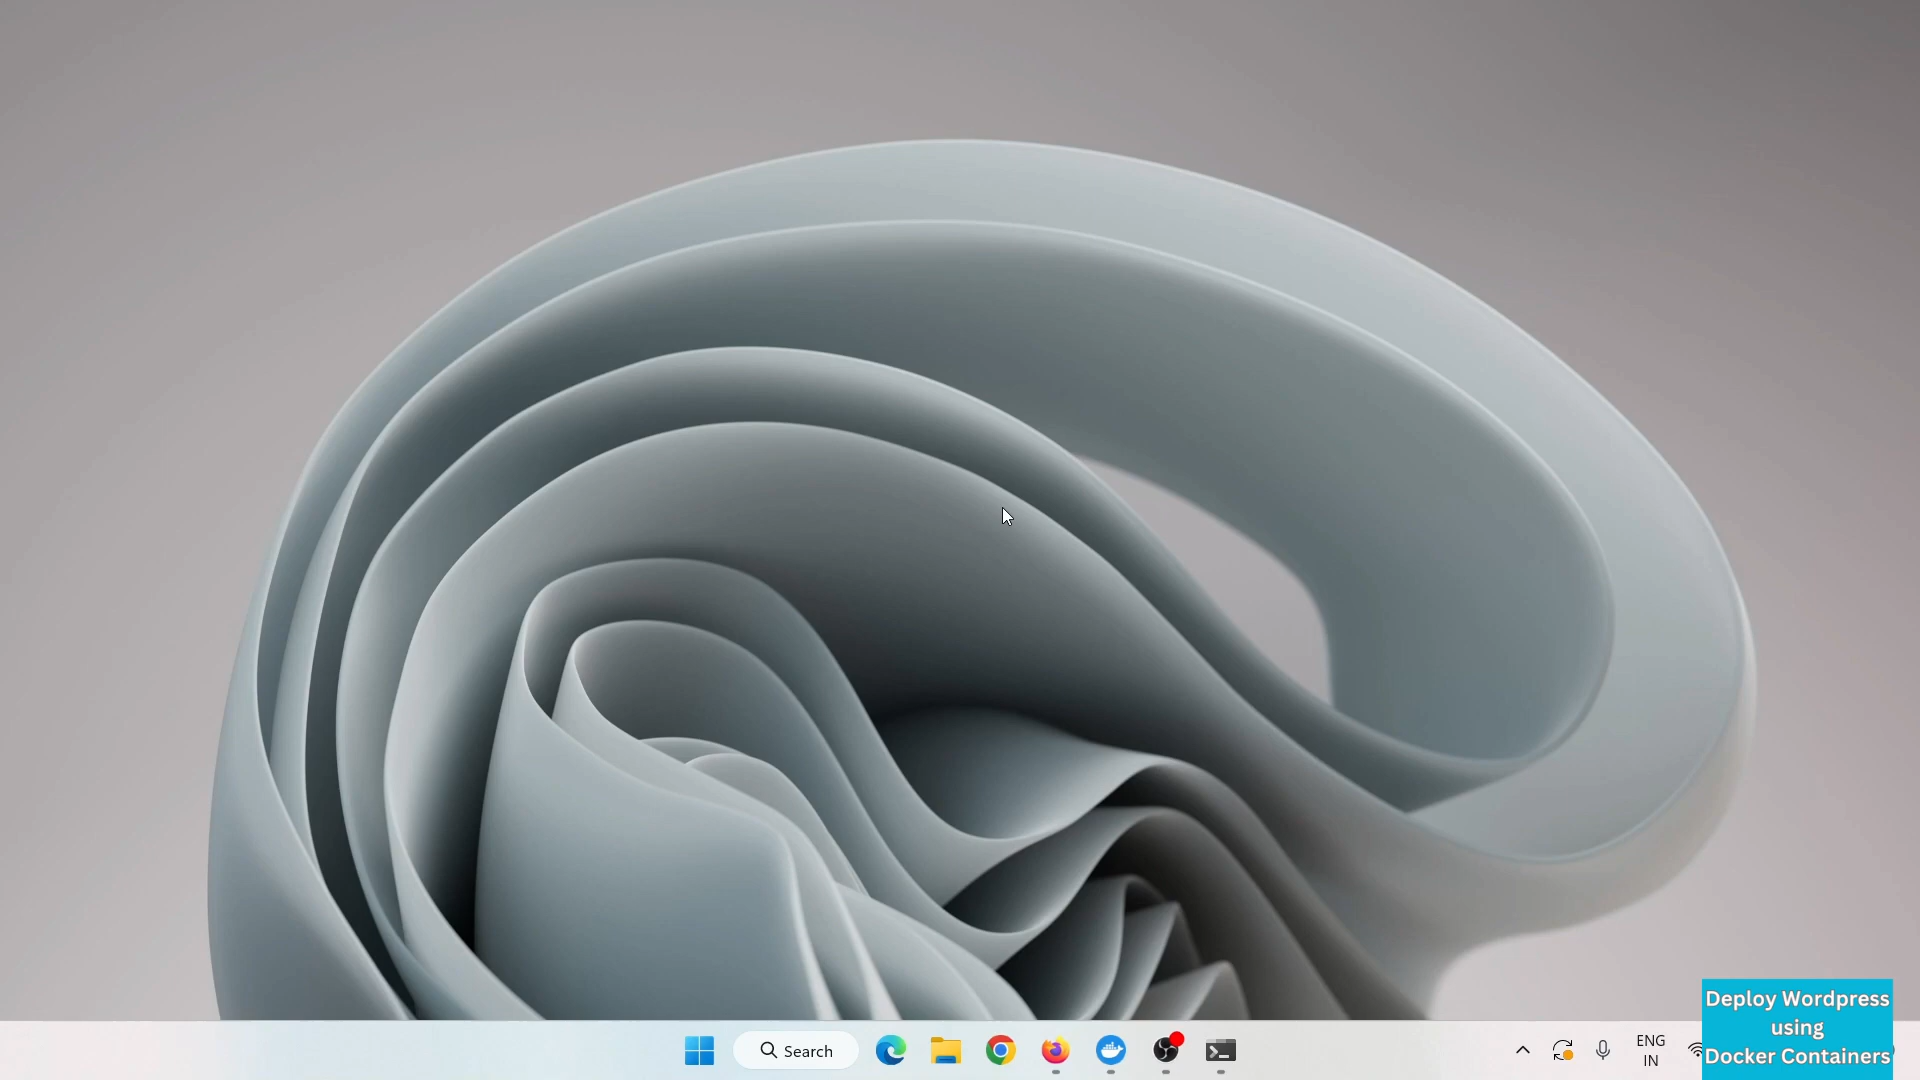 Search
ENG
IN
Deploy Wordpress
using
Docker Containers